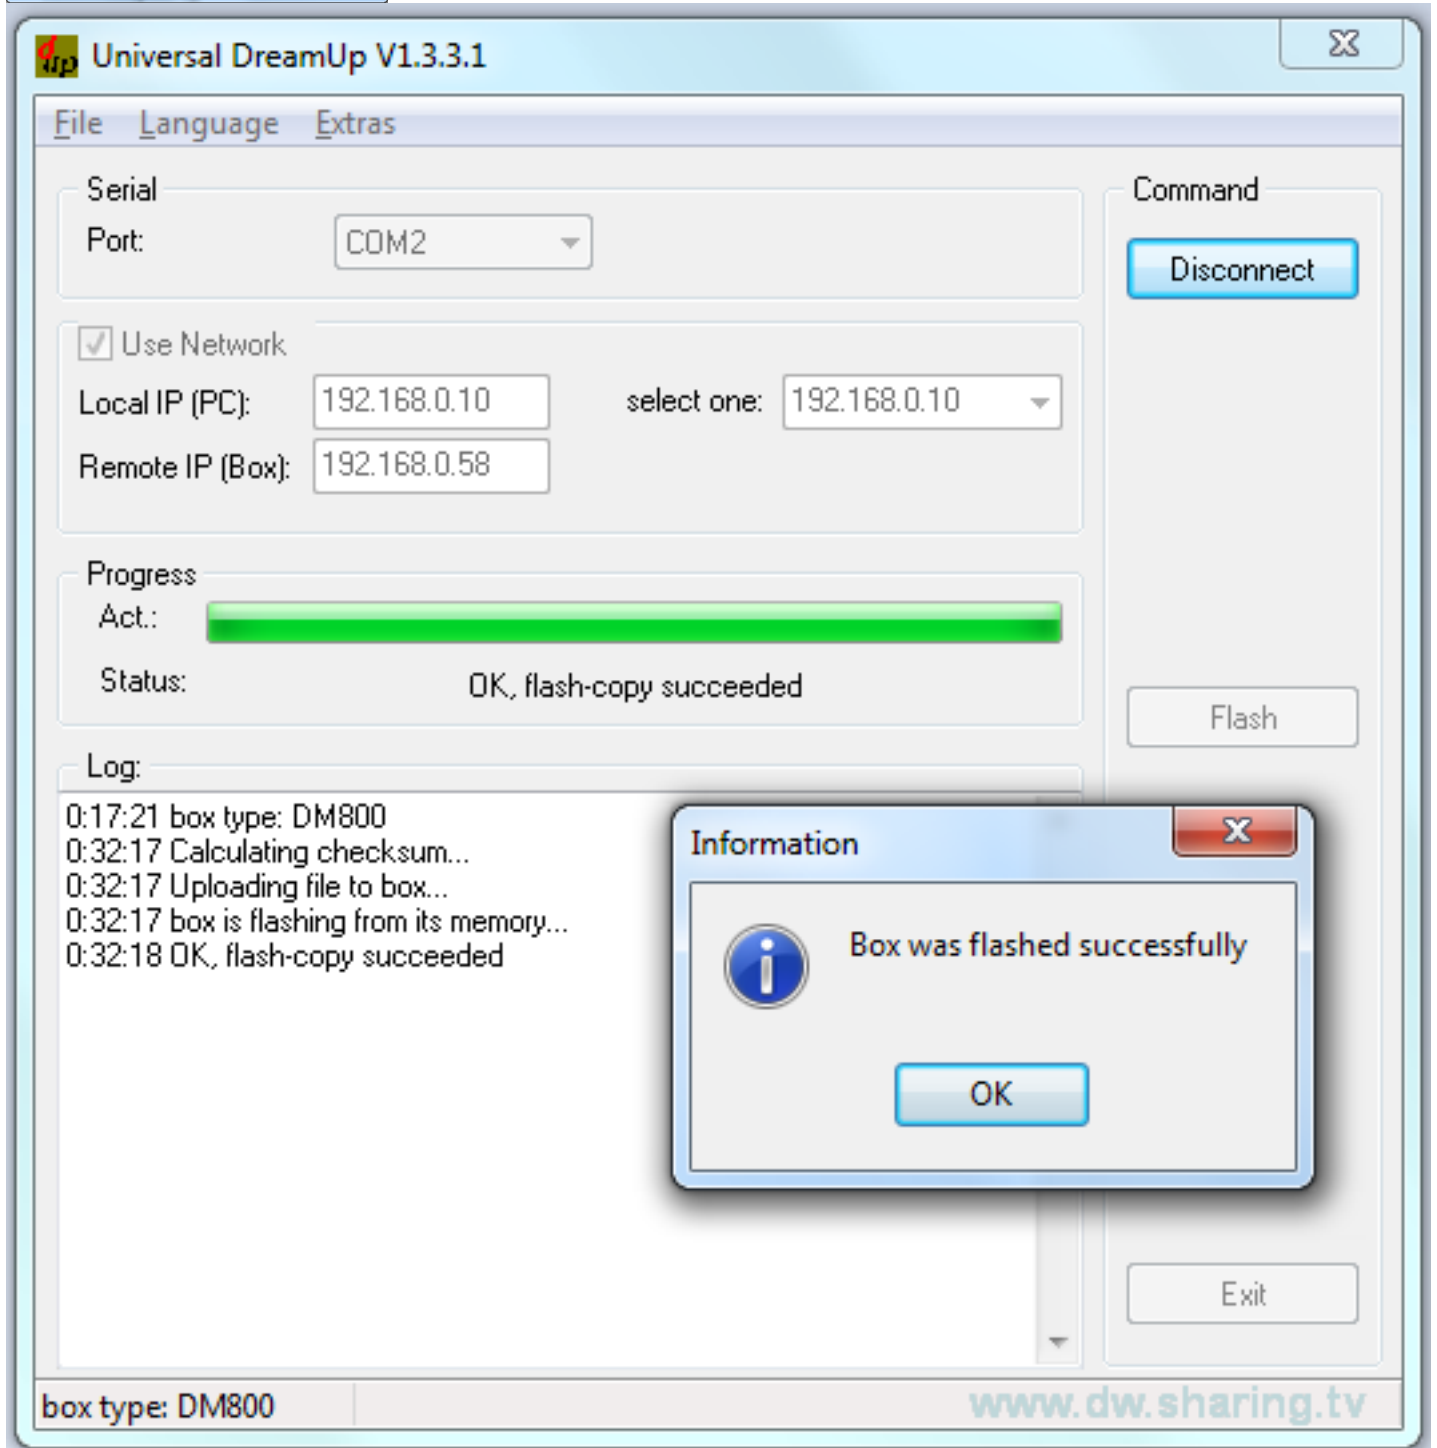 Universal DreamUp V1.3.3.1
File Language Extras
Serial
Port: COM2
Command
Disconnect
Use Network
Local IP (PC): 192.168.0.10 select one: 192.168.0.10
Remote IP (Box): 192.168.0.58
Progress
Act.:
Status: OK, flash-copy succeeded
Flash
Log:
0:17:21 box type: DM800
0:32:17 Calculating checksum...
0:32:17 Uploading file to box...
0:32:17 box is flashing from its memory...
0:32:18 OK, flash-copy succeeded
Information
Box was flashed successfully
OK
Exit
box type: DM800
www.dw.sharing.tv